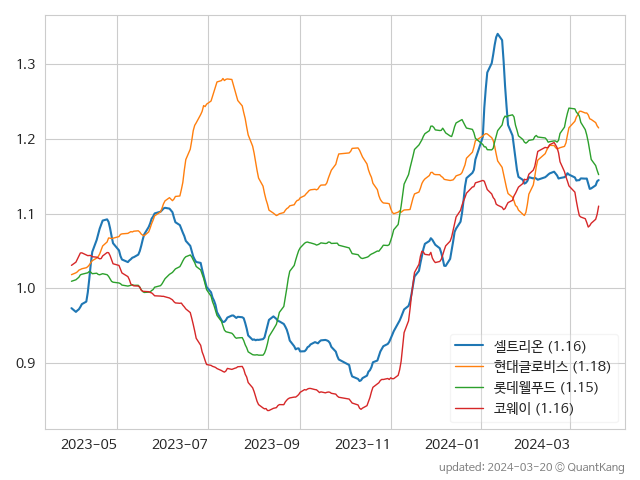 1.3
1.2
1.1
1.0
0.9
셀트리온 (1.16)
현대글로비스 (1.18)
롯데웰푸드 (1.15)
코웨이 (1.16)
2023-05 2023-07 2023-09 2023-11 2024-01 2024-03
updated: 2024-03-20 © QuantKang